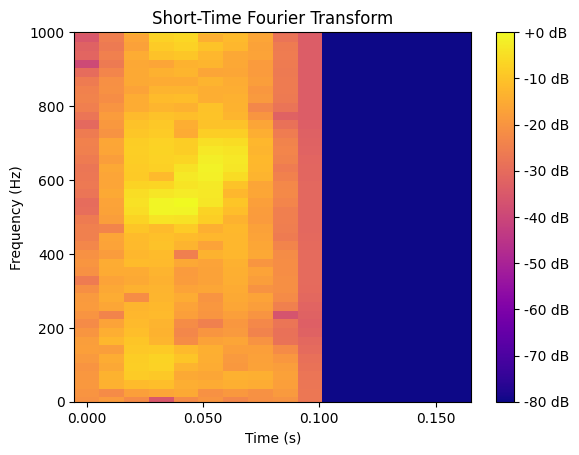 Short-Time Fourier Transform
1000
800
600
400
200
0
Frequency (Hz)
0.000
0.050
0.100
0.150
Time (s)
+0 dB
-10 dB
-20 dB
-30 dB
-40 dB
-50 dB
-60 dB
-70 dB
-80 dB